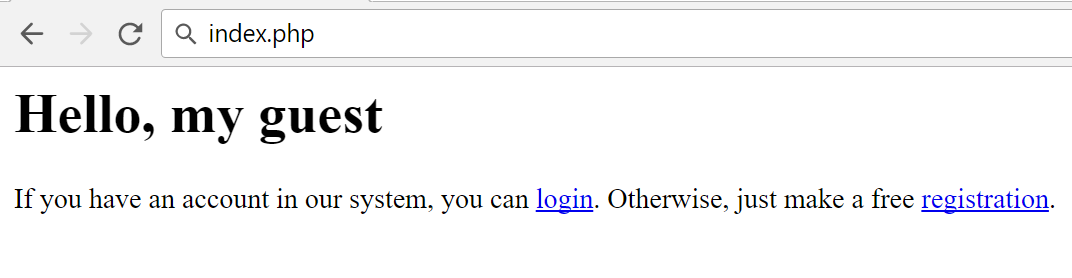 index.php
Hello, my guest
If you have an account in our system, you can login. Otherwise, just make a free registration.